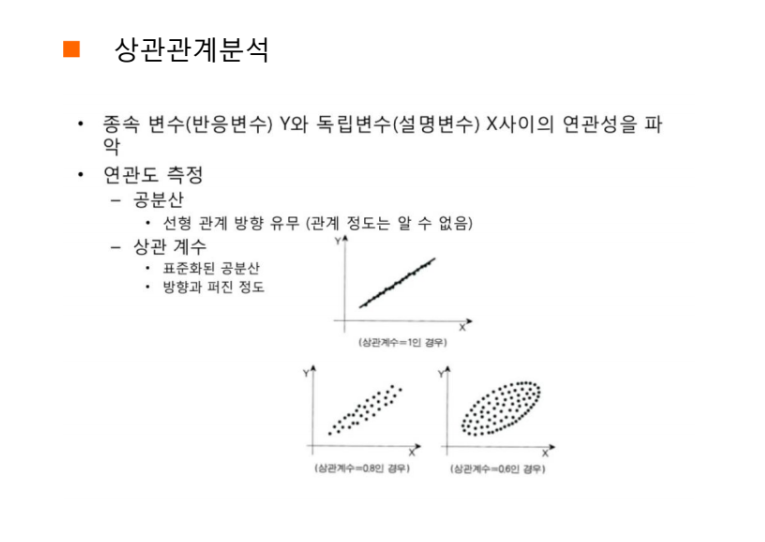 상관관계분석
• 종속 변수(반응변수) Y와 독립변수(설명변수) X사이의 연관성을 파
악
• 연관도 측정
– 공분산
• 선형 관계 방향 유무 (관계 정도는 알 수 없음)
– 상관 계수
• 표준화된 공분산
• 방향과 퍼진 정도
Y
X
(상관계수=1인 경우)
Y
X
(상관계수=0.8인 경우)
Y
X
(상관계수=0.6인 경우)